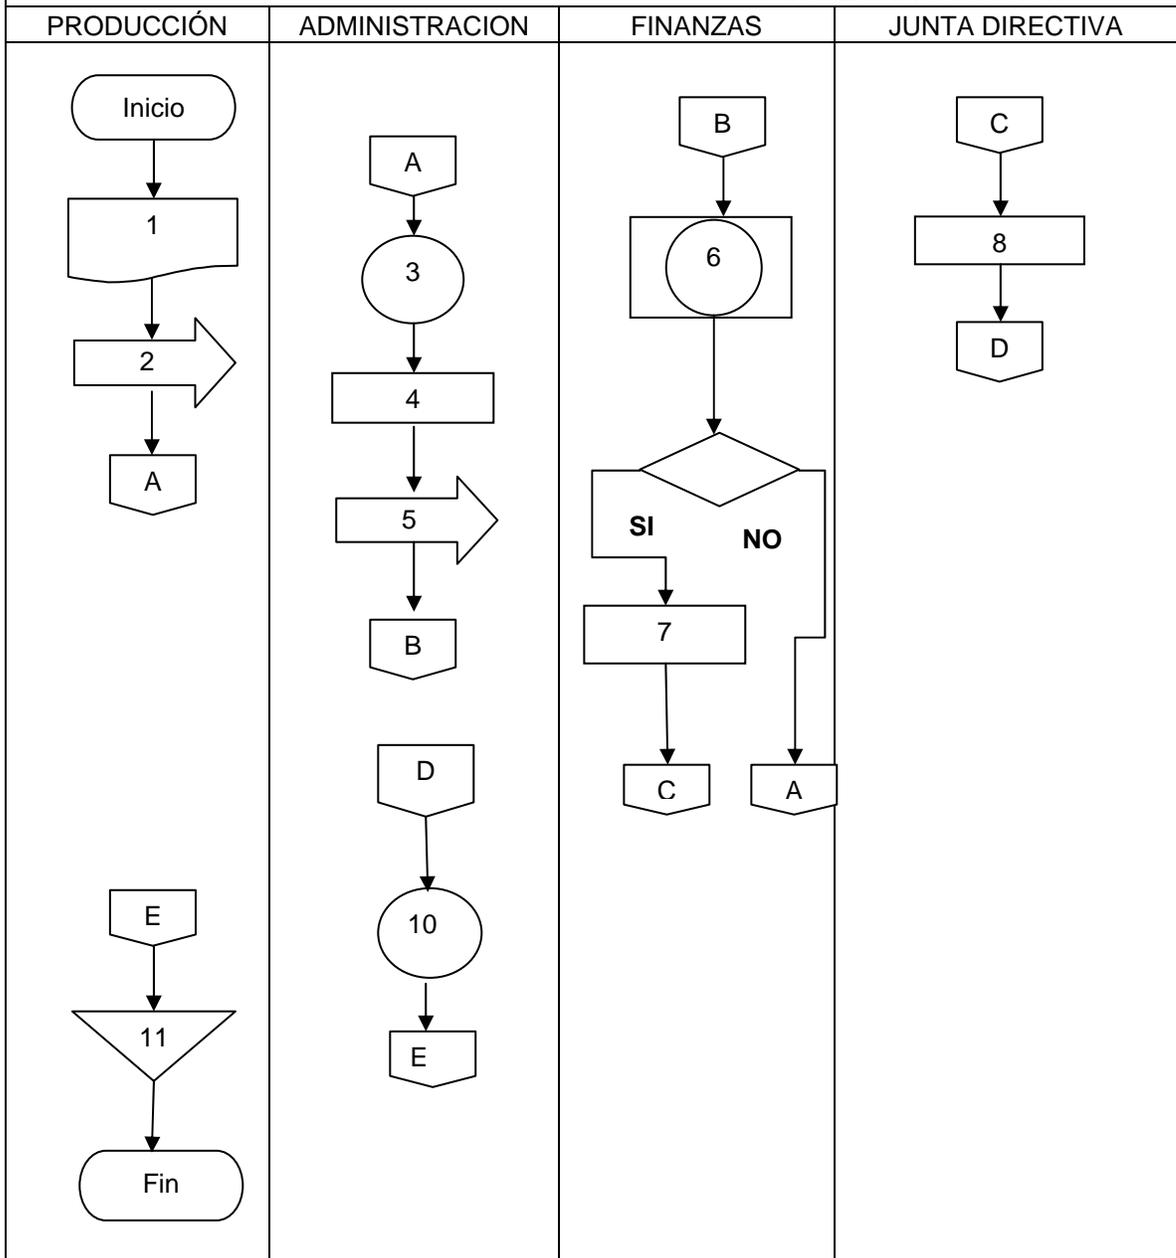 PRODUCCIÓN
ADMINISTRACION
FINANZAS
JUNTA DIRECTIVA
Inicio
1
2
A
E
11
Fin
A
3
4
5
B
D
10
E
B
6
SI
NO
7
C
A
C
8
D